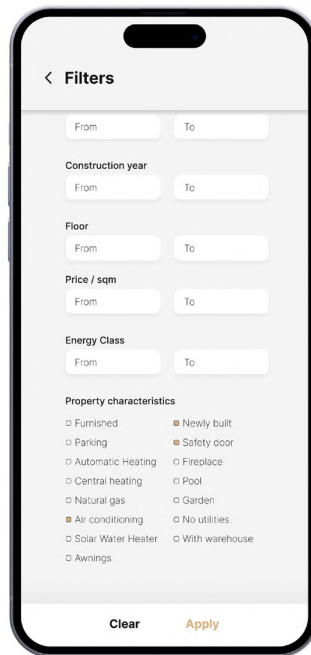 Filters
From To
Construction year
From To
Floor
From To
Price / sqm
From To
Energy Class
From To
Property characteristics
Furnished Newly built
Parking Safety door
Automatic Heating Fireplace
Central heating Pool
Natural gas Garden
Air conditioning No utilities
Solar Water Heater With warehouse
Awnings
Clear Apply